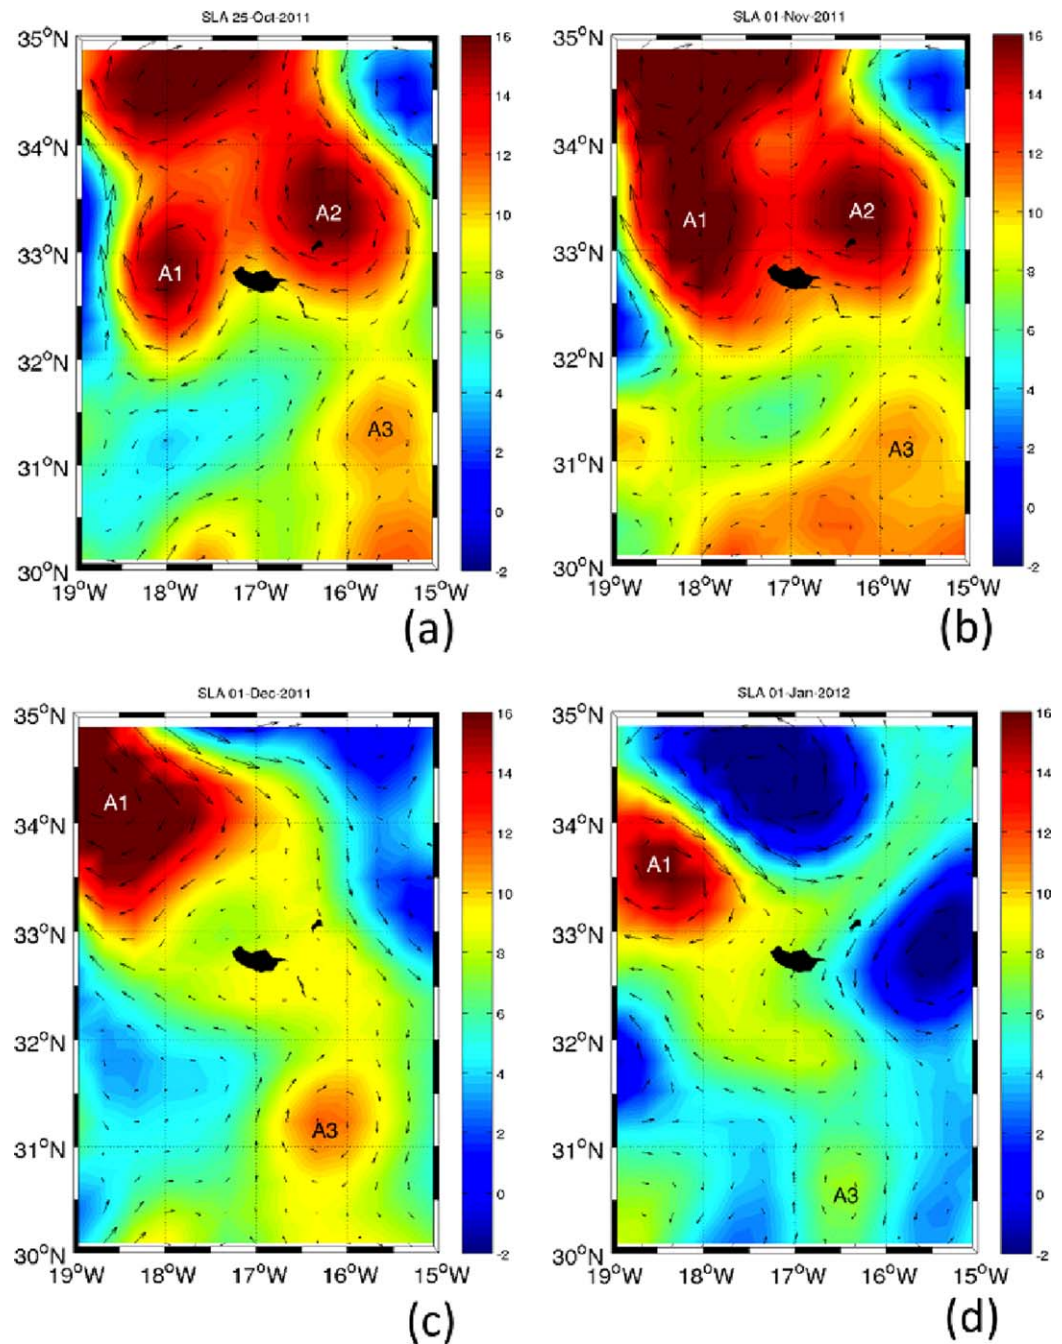 SLA 25-Oct-2011
35°N
34°N
33°N
32°N
31°N
30°N
19°W 18°W 17°W 16°W 15°W
16
14
12
10
8
6
4
2
0
-2
A1
A2
A3
(a)
SLA 01-Nov-2011
35°N
34°N
33°N
32°N
31°N
30°N
19°W 18°W 17°W 16°W 15°W
16
14
12
10
8
6
4
2
0
-2
A1
A2
A3
(b)
SLA 01-Dec-2011
35°N
34°N
33°N
32°N
31°N
30°N
19°W 18°W 17°W 16°W 15°W
16
14
12
10
8
6
4
2
0
-2
A1
A3
(c)
SLA 01-Jan-2012
35°N
34°N
33°N
32°N
31°N
30°N
19°W 18°W 17°W 16°W 15°W
16
14
12
10
8
6
4
2
0
-2
A1
A3
(d)